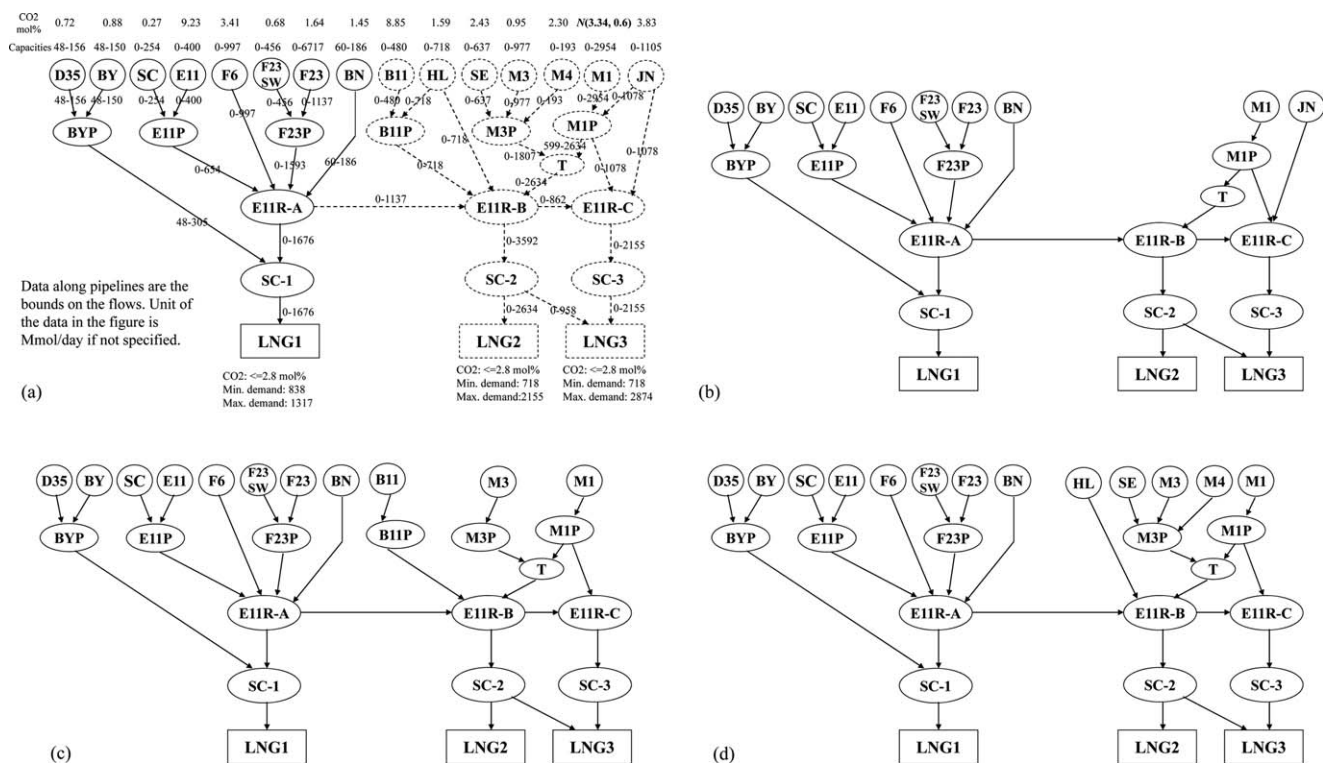 CO2 mol% 0.72 0.88 0.27 9.23 3.41 0.68 1.64 1.45 8.85 1.59 2.43 0.95 2.30 N(3.34, 0.6) 3.83
Capacities 48-156 48-150 0-254 0-400 0-997 0-456 0-6717 60-186 0-480 0-718 0-637 0-977 0-193 0-2954 0-1105
D35 BY SC E11 F6 F23 SW F23 BN B11 HL SE M3 M4 M1 JN
48-156 48-150 0-254 0-400 0-997 0-456 0-1137 0-480 0-718 0-637 0-977 0-193 0-2954 0-1078
BYP E11P F23P B11P M3P M1P
0-654 0-1593 60-186 0-718 0-718 0-1807 599-2634 0-1078
T
0-2634 0-1078
E11R-A 0-1137 E11R-B 0-862 E11R-C
48-305 0-1676 0-3592 0-2155
SC-1 SC-2 SC-3
0-1676 0-2634 0-958 0-2155
LNG1 LNG2 LNG3
Data along pipelines are the
bounds on the flows. Unit of
the data in the figure is
Mmol/day if not specified.
CO2: <=2.8 mol% CO2: <=2.8 mol% CO2: <=2.8 mol%
Min. demand: 838 Min. demand: 718 Min. demand: 718
Max. demand: 1317 Max. demand:2155 Max. demand: 2874
(a)
D35 BY SC E11 F6 F23 SW F23 BN M1 JN
BYP E11P F23P M1P
T
E11R-A E11R-B E11R-C
SC-1 SC-2 SC-3
LNG1 LNG2 LNG3
(b)
D35 BY SC E11 F6 F23 SW F23 BN B11 M3 M1
BYP E11P F23P B11P M3P M1P
T
E11R-A E11R-B E11R-C
SC-1 SC-2 SC-3
LNG1 LNG2 LNG3
(c)
D35 BY SC E11 F6 F23 SW F23 BN HL SE M3 M4 M1
BYP E11P F23P M3P M1P
T
E11R-A E11R-B E11R-C
SC-1 SC-2 SC-3
LNG1 LNG2 LNG3
(d)